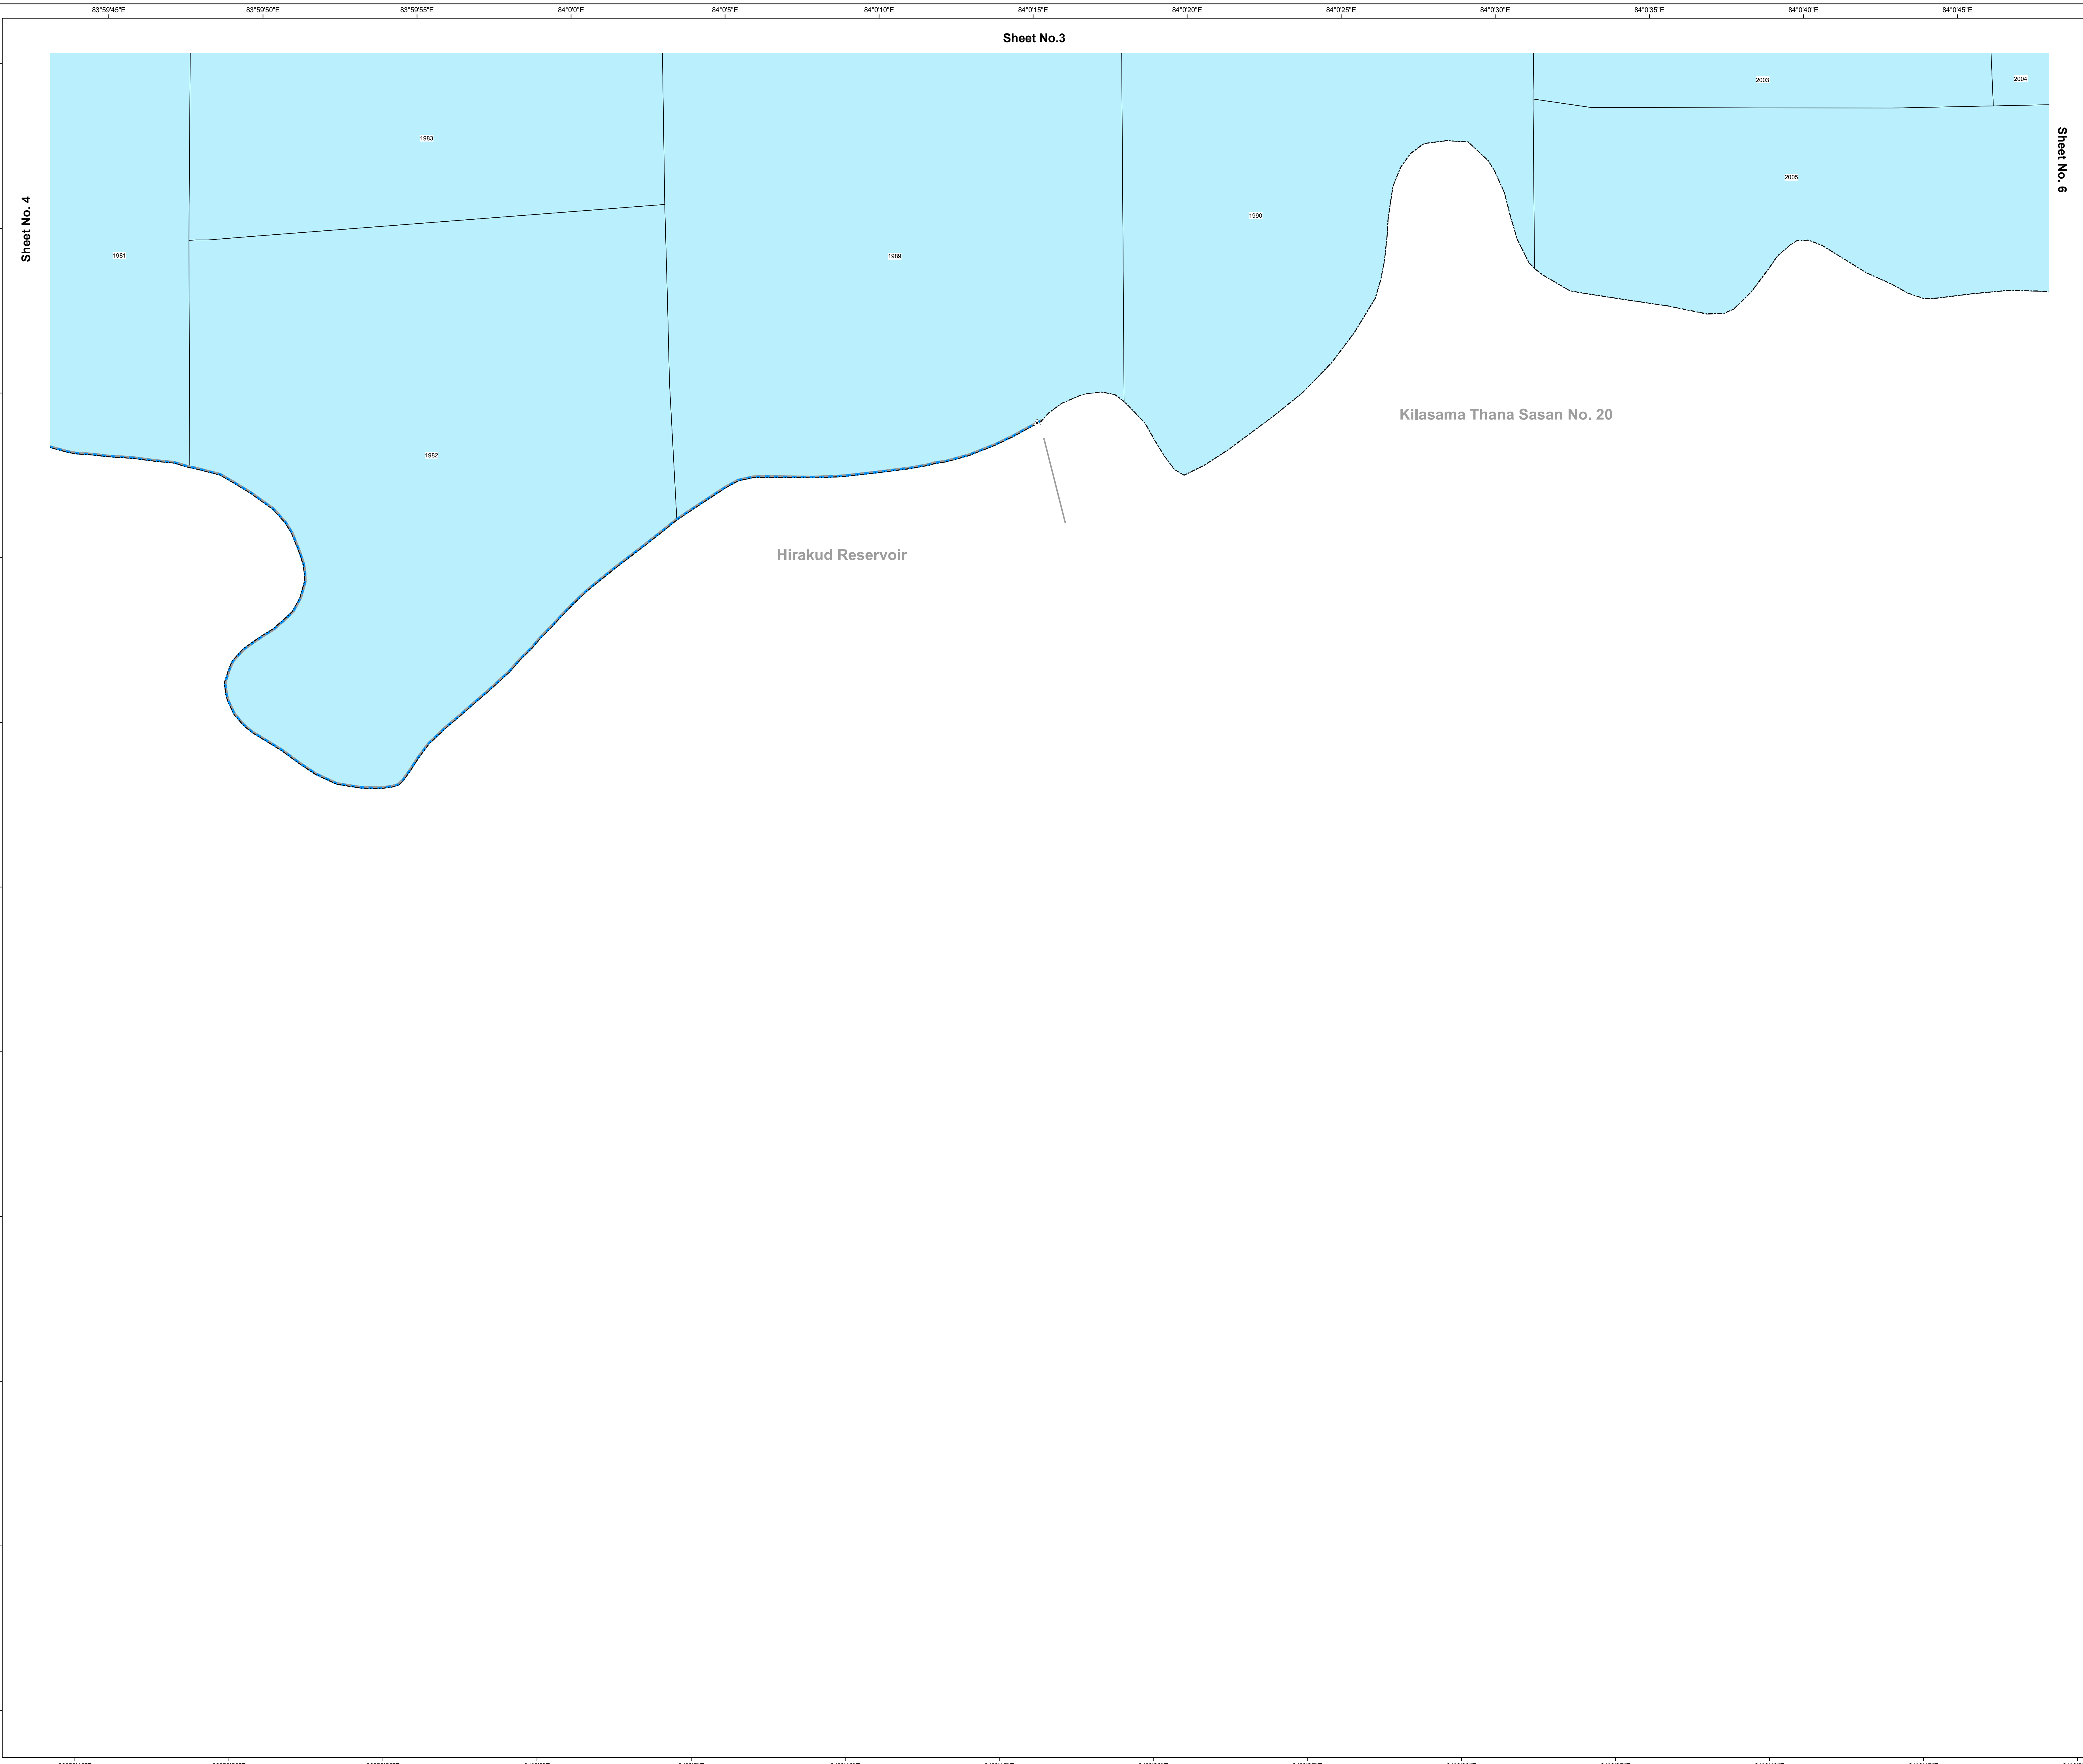 83°59'45"E 83°59'50"E 83°59'55"E 84°0'0"E 84°0'5"E 84°0'10"E 84°0'15"E 84°0'20"E 84°0'25"E 84°0'30"E 84°0'35"E 84°0'40"E 84°0'45"E
Sheet No.3
2003
2004
1983
Sheet No. 6
2005
Sheet No. 4
1990
1981
1989
Kilasama Thana Sasan No. 20
1982
Hirakud Reservoir